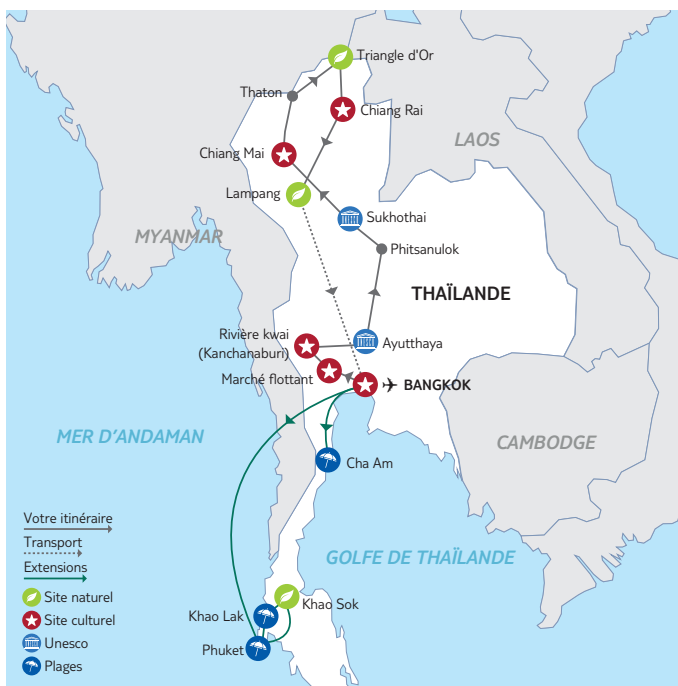 Triangle d'Or
Thaton
Chiang Rai
Chiang Mai
LAOS
Lampang
Sukhothai
MYANMAR
Phitsanulok
THAÏLANDE
Rivière kwai
(Kanchanaburi)
Ayutthaya
Marché flottant
BANGKOK
MER D'ANDAMAN
CAMBODGE
Cha Am
Votre itinéraire
Transport
GOLFE DE THAÏLANDE
Extensions
Site naturel
Khao Sok
Khao Lak
Site culturel
Unesco
Phuket
Plages